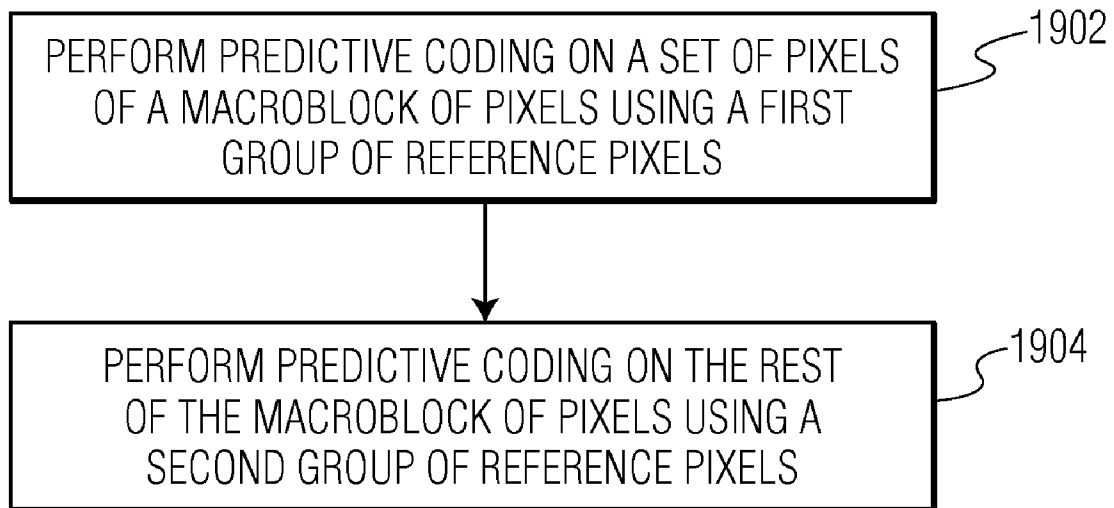 PERFORM PREDICTIVE CODING ON A SET OF PIXELS
OF A MACROBLOCK OF PIXELS USING A FIRST
GROUP OF REFERENCE PIXELS
1902
PERFORM PREDICTIVE CODING ON THE REST
OF THE MACROBLOCK OF PIXELS USING A
SECOND GROUP OF REFERENCE PIXELS
1904